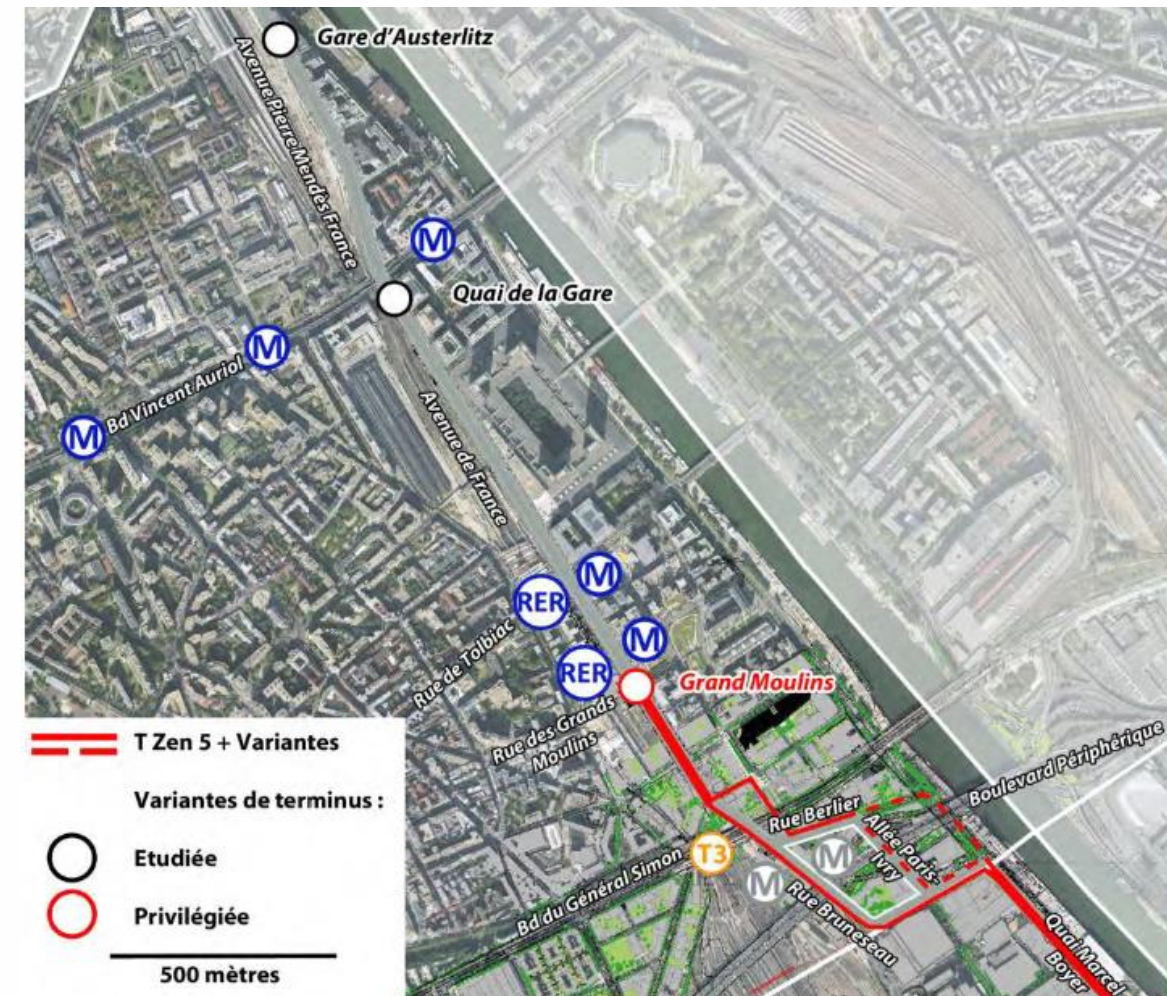 Gare d'Austerlitz
Avenue Pierre Mendès France
M
Quai de la Gare
M
Bd Vincent Auriol
M
Avenue de France
M
RER
Rue de Tolbiac
M
RER
Grand Moulins
Rue des Grands
Moulins
Boulevard Périphérique
Rue Berlier
Allée Paris-
Ivry
T3
M
M
Bd du Général Simon
Rue Bruneseau
Quai Marcel
Boyer
T Zen 5 + Variantes
Variantes de terminus :
Etudiée
Privilégiée
500 mètres